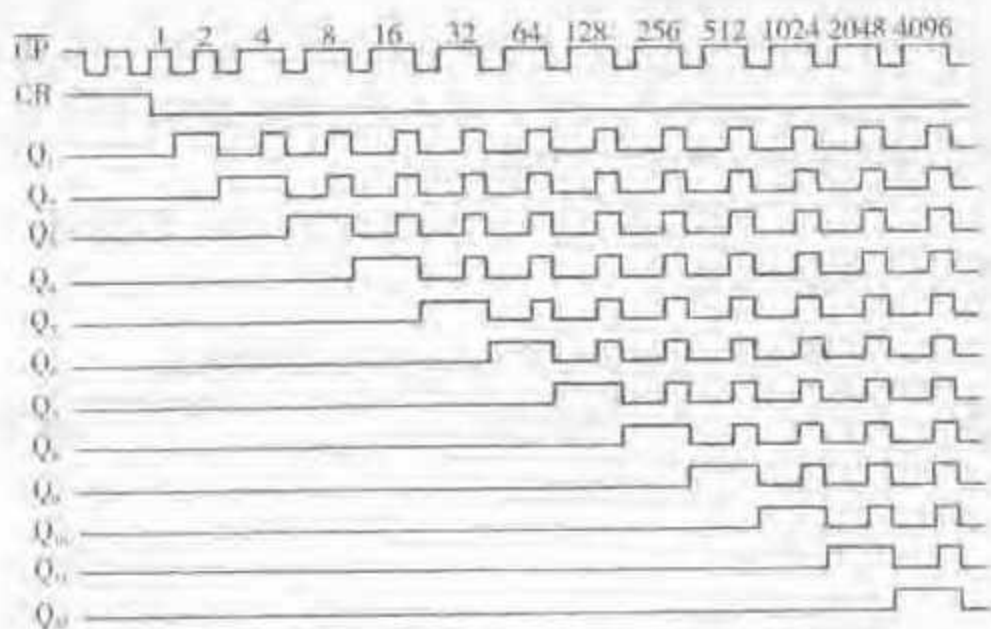 1 2 4 8 16 32 64 128 256 512 1024 2048 4096
CP
CR
Q₁
Q₂
Q₃
Q₄
Q₅
Q₆
Q₇
Q₈
Q₉
Q₁₀
Q₁₁
Q₁₂